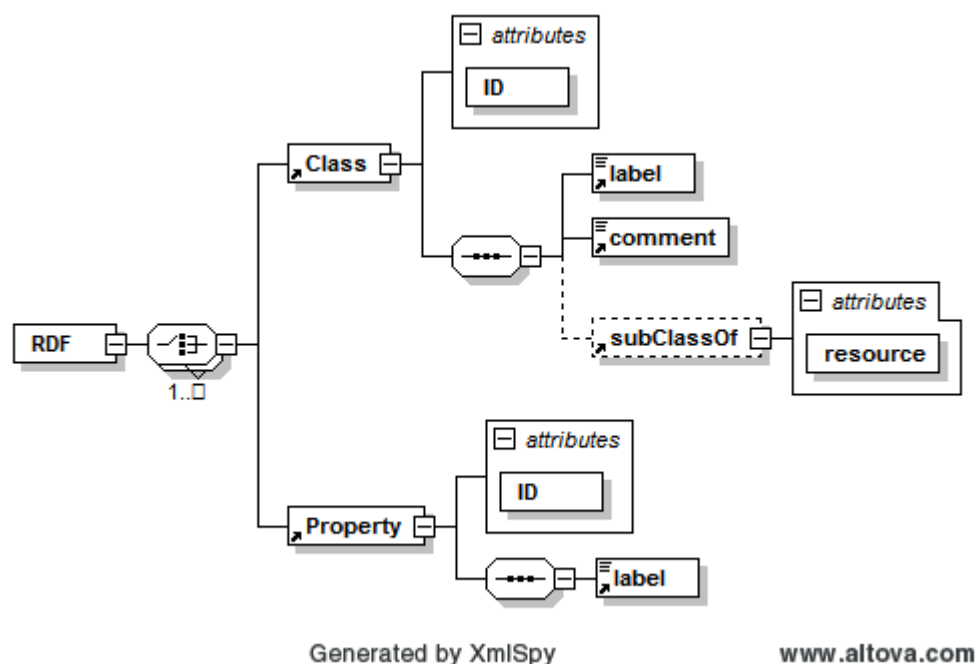 attributes
ID
Class
label
comment
attributes
subClassOf
resource
RDF
1..□
attributes
ID
Property
label
Generated by XmlSpy
www.altova.com